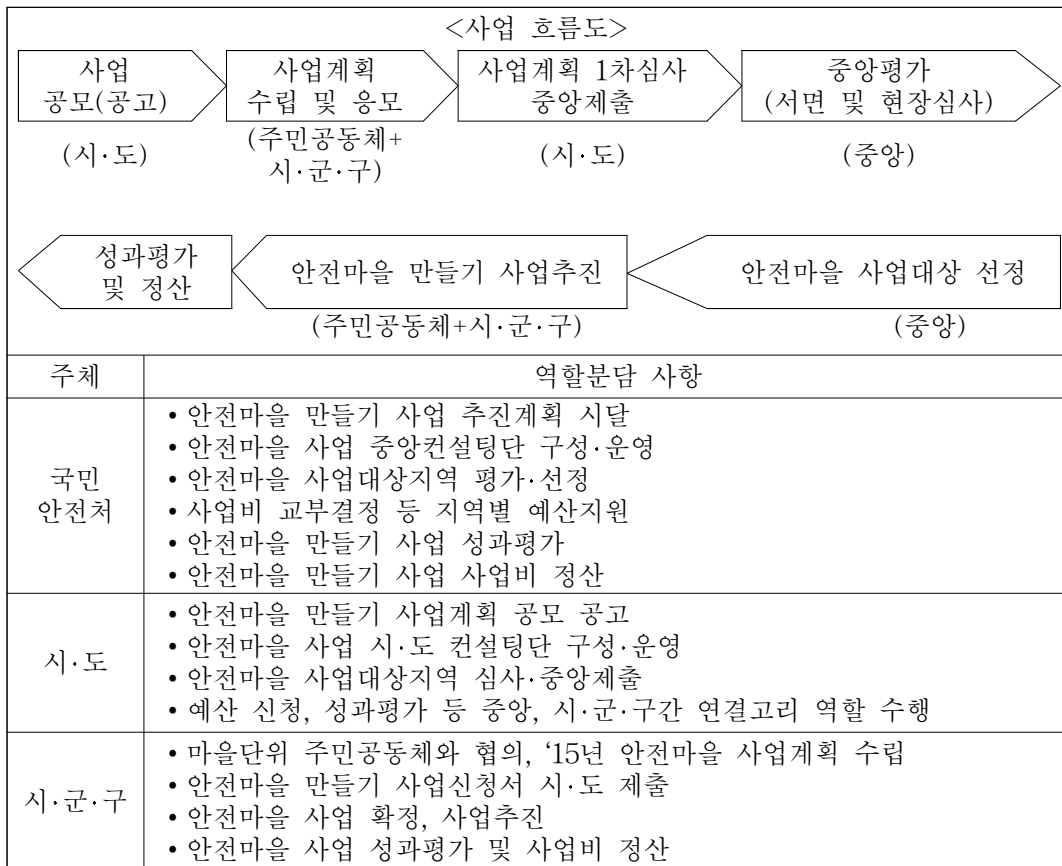 <사업 흐름도>
사업
공모(공고)
(시·도)
사업계획
수립 및 응모
(주민공동체+
시·군·구)
사업계획 1차심사
중앙제출
(시·도)
중앙평가
(서면 및 현장심사)
(중앙)
안전마을 사업대상 선정
(중앙)
안전마을 만들기 사업추진
(주민공동체+시·군·구)
성과평가
및 정산
주체
역할분담 사항
국민
안전처
• 안전마을 만들기 사업 추진계획 시달
• 안전마을 사업 중앙컨설팅단 구성·운영
• 안전마을 사업대상지역 평가·선정
• 사업비 교부결정 등 지역별 예산지원
• 안전마을 만들기 사업 성과평가
• 안전마을 만들기 사업 사업비 정산
시·도
• 안전마을 만들기 사업계획 공모 공고
• 안전마을 사업 시·도 컨설팅단 구성·운영
• 안전마을 사업대상지역 심사·중앙제출
• 예산 신청, 성과평가 등 중앙, 시·군·구간 연결고리 역할 수행
시·군·구
• 마을단위 주민공동체와 협의, ‘15년 안전마을 사업계획 수립
• 안전마을 만들기 사업신청서 시·도 제출
• 안전마을 사업 확정, 사업추진
• 안전마을 사업 성과평가 및 사업비 정산